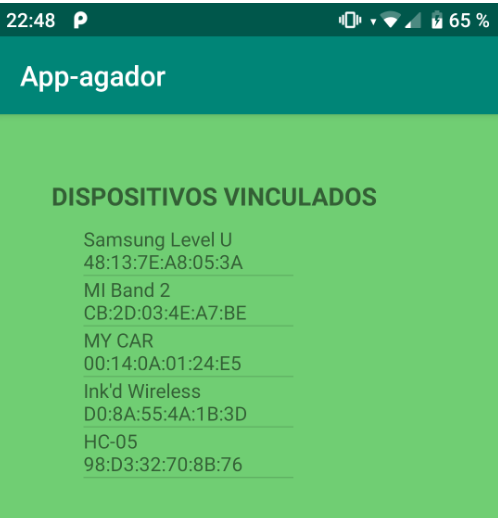 22:48 65 %
App-agador
DISPOSITIVOS VINCULADOS
Samsung Level U
48:13:7E:A8:05:3A
MI Band 2
CB:2D:03:4E:A7:BE
MY CAR
00:14:0A:01:24:E5
Ink'd Wireless
D0:8A:55:4A:1B:3D
HC-05
98:D3:32:70:8B:76